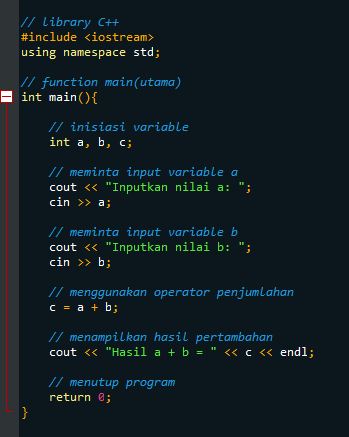 // library C++
#include <iostream>
using namespace std;
// function main(utama)
int main(){
// inisiasi variable
int a, b, c;
// meminta input variable a
cout << "Inputkan nilai a: ";
cin >> a;
// meminta input variable b
cout << "Inputkan nilai b: ";
cin >> b;
// menggunakan operator penjumlahan
c = a + b;
// menampilkan hasil pertambahan
cout << "Hasil a + b = " << c << endl;
// menutup program
return 0;
}